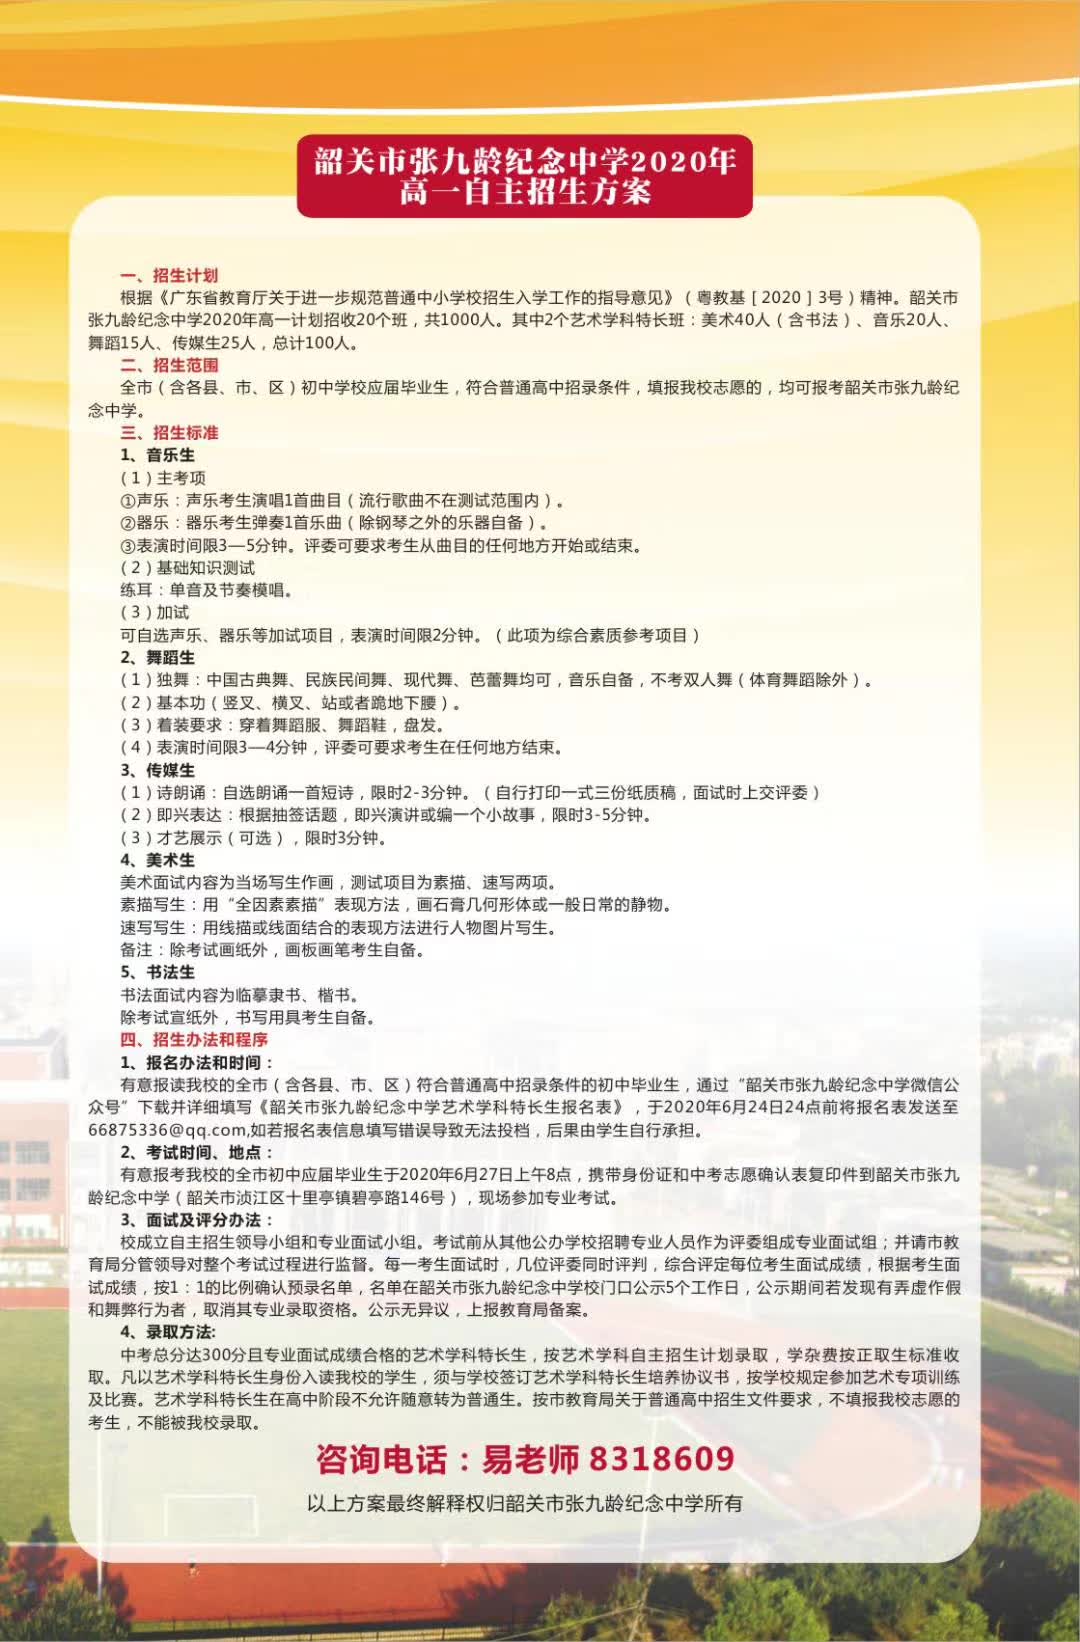 韶关市张九龄纪念中学2020年
高一自主招生方案
一、招生计划
根据《广东省教育厅关于进一步规范普通中小学校招生入学工作的指导意见》（粤教基［2020］3号）精神。韶关市
张九龄纪念中学2020年高一计划招收20个班，共1000人。其中2个艺术学科特长班：美术40人（含书法）、音乐20人、
舞蹈15人、传媒生25人，总计100人。
二、招生范围
全市（含各县、市、区）初中学校应届毕业生，符合普通高中招录条件，填报我校志愿的，均可报考韶关市张九龄纪
念中学。
三、招生标准
1、音乐生
（1）主考项
①声乐：声乐考生演唱1首曲目（流行歌曲不在测试范围内）。
②器乐：器乐考生弹奏1首乐曲（除钢琴之外的乐器自备）。
③表演时间限3—5分钟。评委可要求考生从曲目的任何地方开始或结束。
（2）基础知识测试
练耳：单音及节奏模唱。
（3）加试
可自选声乐、器乐等加试项目，表演时间限2分钟。（此项为综合素质参考项目）
2、舞蹈生
（1）独舞：中国古典舞、民族民间舞、现代舞、芭蕾舞均可，音乐自备，不考双人舞（体育舞蹈除外）。
（2）基本功（竖叉、横叉、站或者跪地下腰）。
（3）着装要求：穿着舞蹈服、舞蹈鞋，盘发。
（4）表演时间限3—4分钟，评委可要求考生在任何地方结束。
3、传媒生
（1）诗朗诵：自选朗诵一首短诗，限时2-3分钟。（自行打印一式三份纸质稿，面试时上交评委）
（2）即兴表达：根据抽签话题，即兴演讲或编一个小故事，限时3-5分钟。
（3）才艺展示（可选），限时3分钟。
4、美术生
美术面试内容为当场写生作画，测试项目为素描、速写两项。
素描写生：用“全因素素描”表现方法，画石膏几何形体或一般日常的静物。
速写写生：用线描或线面结合的表现方法进行人物图片写生。
备注：除考试画纸外，画板画笔考生自备。
5、书法生
书法面试内容为临摹隶书、楷书。
除考试宣纸外，书写用具考生自备。
四、招生办法和程序
1、报名办法和时间：
有意报读我校的全市（含各县、市、区）符合普通高中招录条件的初中毕业生，通过“韶关市张九龄纪念中学微信公
众号”下载并详细填写《韶关市张九龄纪念中学艺术学科特长生报名表》，于2020年6月24日24点前将报名表发送至
66875336@qq.com,如若报名表信息填写错误导致无法投档，后果由学生自行承担。
2、考试时间、地点：
有意报考我校的全市初中应届毕业生于2020年6月27日上午8点，携带身份证和中考志愿确认表复印件到韶关市张九
龄纪念中学（韶关市浈江区十里亭镇碧亭路146号），现场参加专业考试。
3、面试及评分办法：
校成立自主招生领导小组和专业面试小组。考试前从其他公办学校招聘专业人员作为评委组成专业面试组；并请市教
育局分管领导对整个考试过程进行监督。每一考生面试时，几位评委同时评判，综合评定每位考生面试成绩，根据考生面
试成绩，按1：1的比例确认预录名单，名单在韶关市张九龄纪念中学校门口公示5个工作日，公示期间若发现有弄虚作假
和舞弊行为者，取消其专业录取资格。公示无异议，上报教育局备案。
4、录取方法:
中考总分达300分且专业面试成绩合格的艺术学科特长生，按艺术学科自主招生计划录取，学杂费按正取生标准收
取。凡以艺术学科特长生身份入读我校的学生，须与学校签订艺术学科特长生培养协议书，按学校规定参加艺术专项训练
及比赛。艺术学科特长生在高中阶段不允许随意转为普通生。按市教育局关于普通高中招生文件要求，不填报我校志愿的
考生，不能被我校录取。
咨询电话：易老师 8318609
以上方案最终解释权归韶关市张九龄纪念中学所有